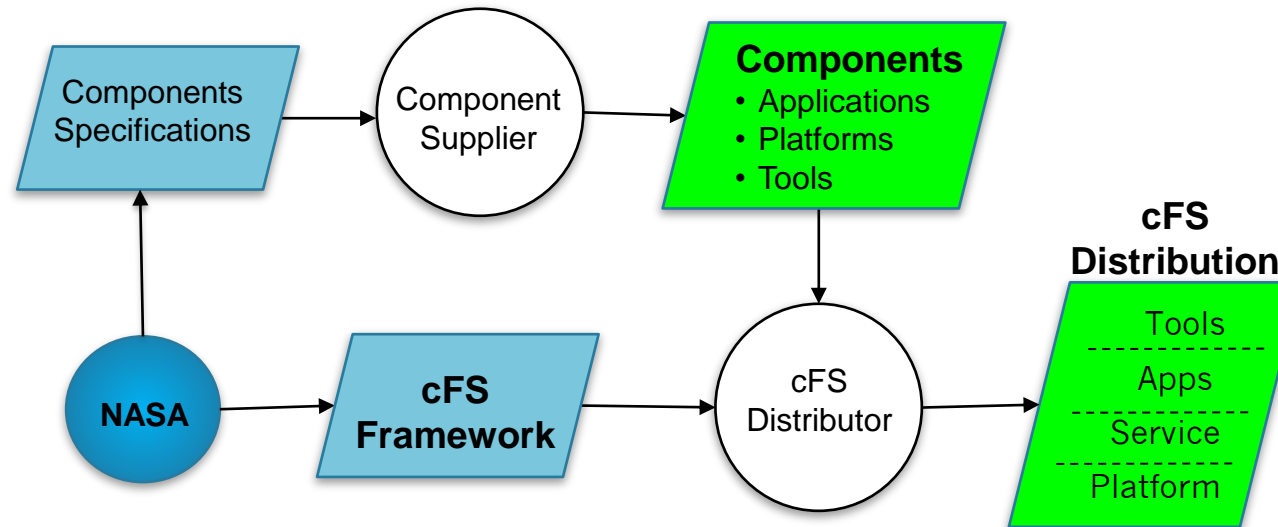 Components
Specifications
Component
Supplier
Components
• Applications
• Platforms
• Tools
NASA
cFS
Framework
cFS
Distributor
cFS
Distribution
Tools
Apps
Service
Platform